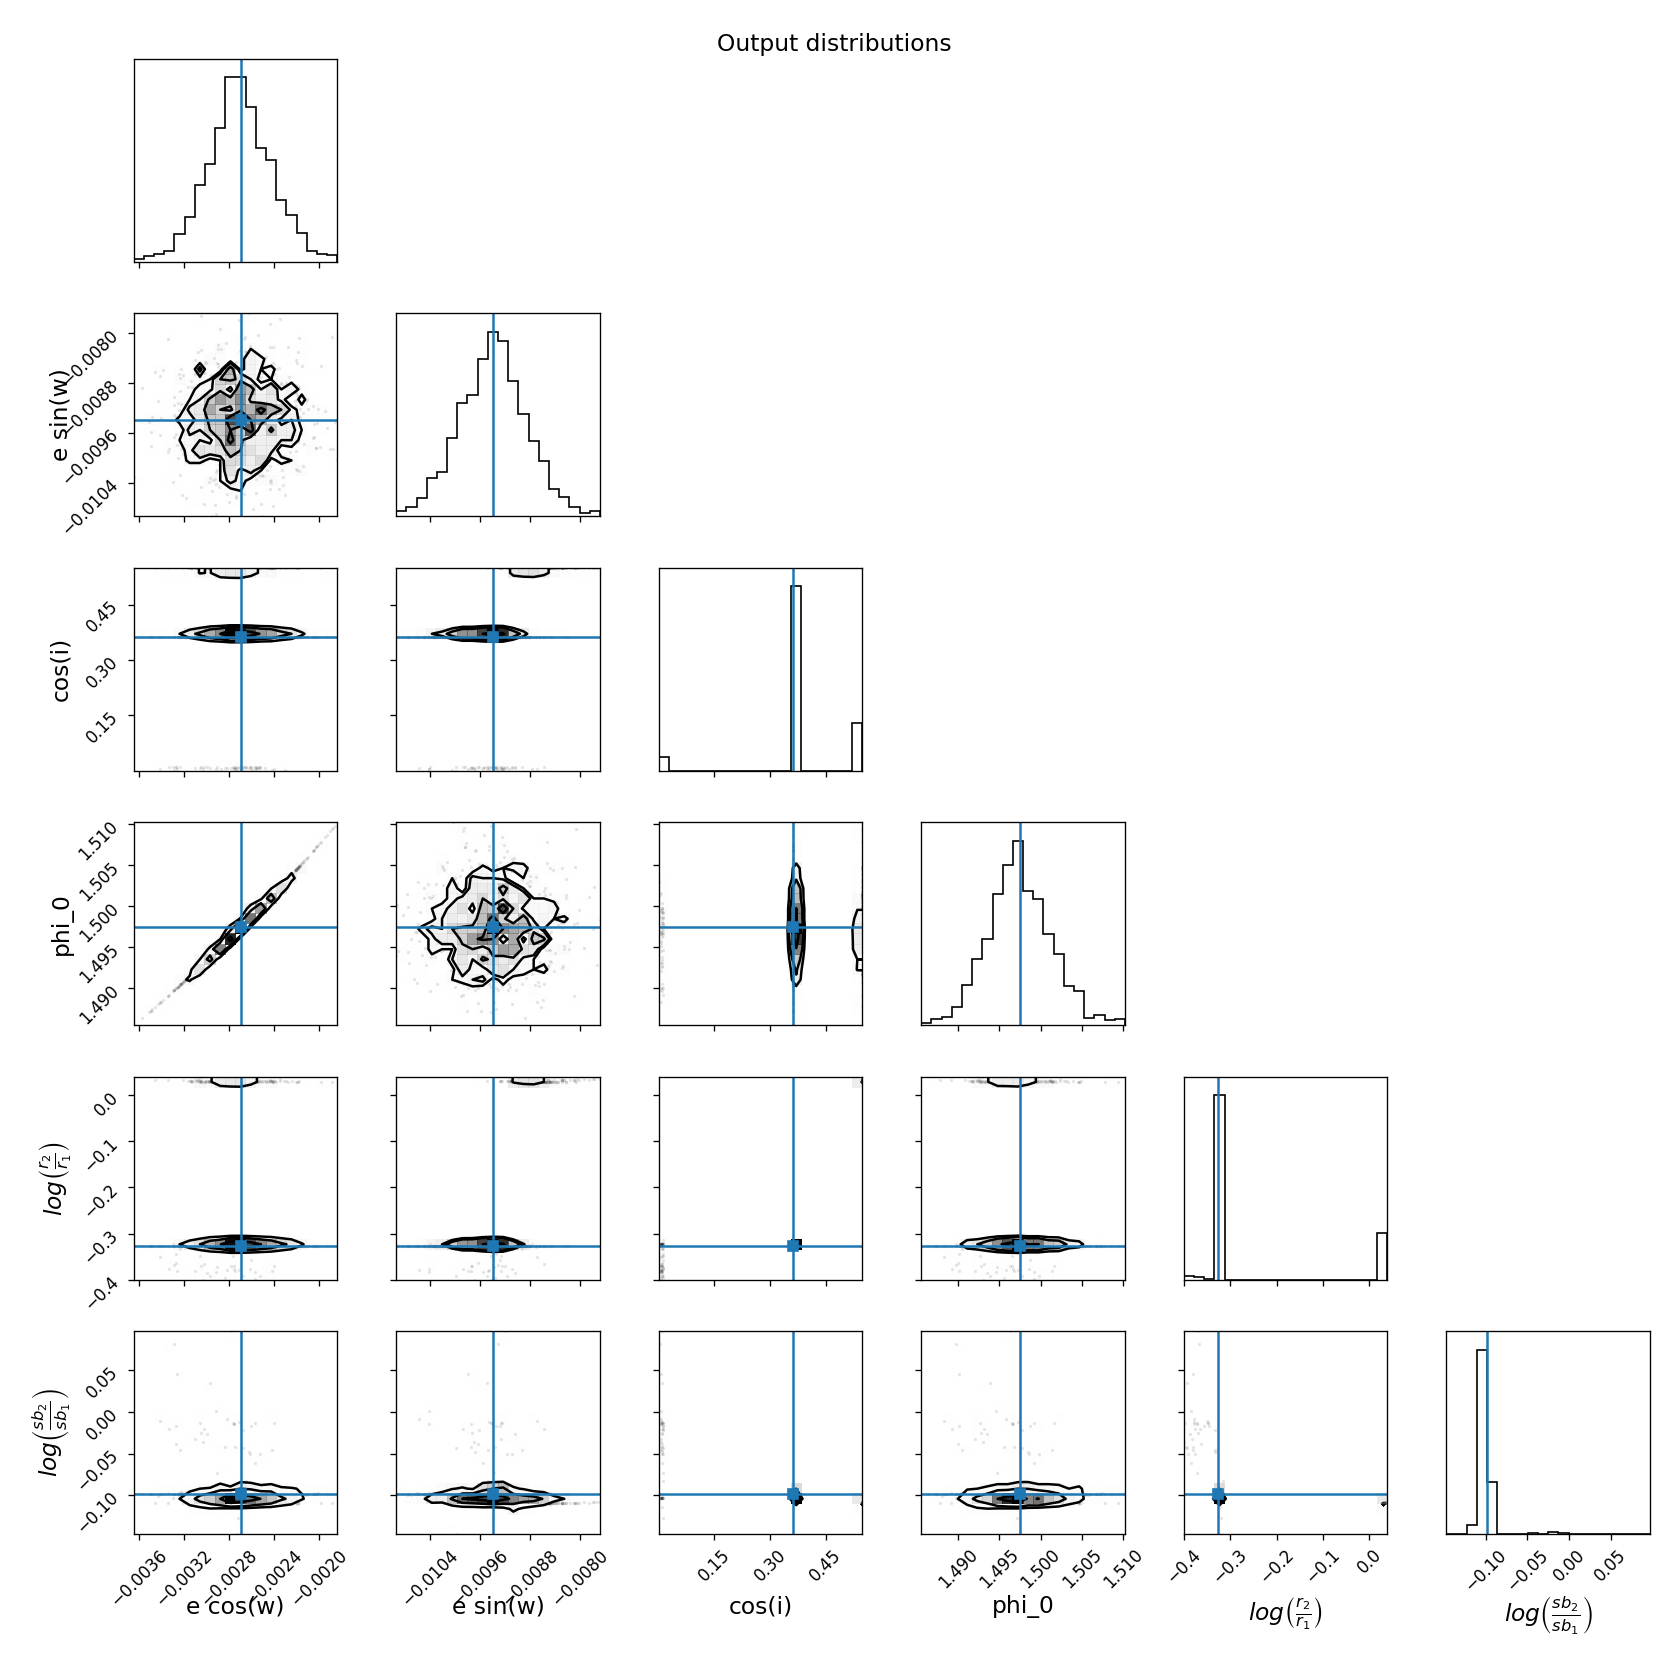 Output distributions
e sin(w)
−0.0080
−0.0088
−0.0096
−0.0104
cos(i)
0.45
0.30
0.15
phi_0
1.510
1.505
1.500
1.495
1.490
log(r2/r1)
0.0
−0.1
−0.2
−0.3
−0.4
log(sb2/sb1)
0.05
0.00
−0.05
−0.10
−0.0036 −0.0032 −0.0028 −0.0024 −0.0020
−0.0104 −0.0096 −0.0088 −0.0080
0.15 0.30 0.45
1.490 1.495 1.500 1.505 1.510
−0.4 −0.3 −0.2 −0.1 0.0
−0.10 −0.05 0.00 0.05
e cos(w) e sin(w) cos(i) phi_0 log(r2/r1) log(sb2/sb1)